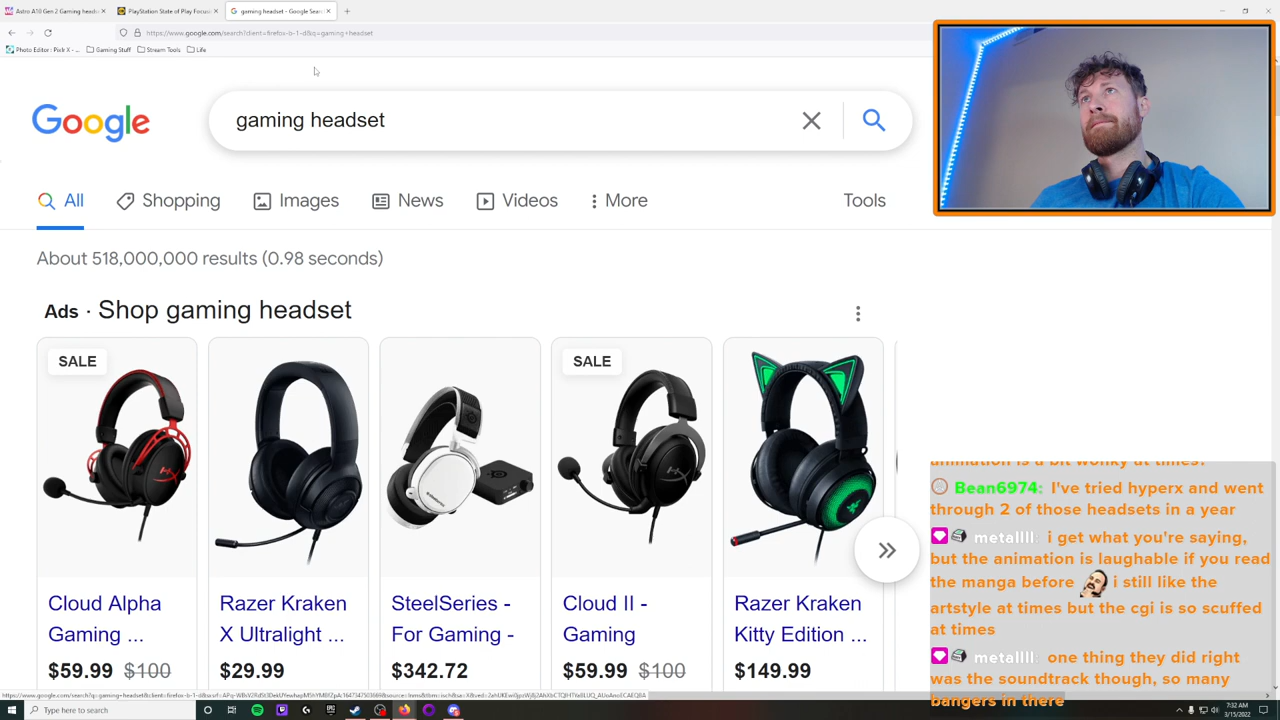 Astro A10 Gen 2 Gaming heads
PlayStation State of Play Focus
gaming headset - Google Searc
https://www.google.com/search?client=firefox-b-1-d&q=gaming+headset
Photo Editor : Pixlr X - ...
Gaming Stuff
Stream Tools
Life
Google
gaming headset
All
Shopping
Images
News
Videos
More
Tools
About 518,000,000 results (0.98 seconds)
Ads · Shop gaming headset
SALE
SALE
Cloud Alpha
Gaming ...
$59.99 $100
Razer Kraken
X Ultralight ...
$29.99
SteelSeries -
For Gaming -
$342.72
Cloud II -
Gaming
$59.99 $100
Razer Kraken
Kitty Edition ...
$149.99
animation is a bit wonky at times?
Bean6974: I've tried hyperx and went
through 2 of those headsets in a year
metallll: i get what you're saying,
but the animation is laughable if you read
the manga before i still like the
artstyle at times but the cgi is so scuffed
at times
metallll: one thing they did right
was the soundtrack though, so many
bangers in there
Type here to search
7:32 AM
3/15/2022